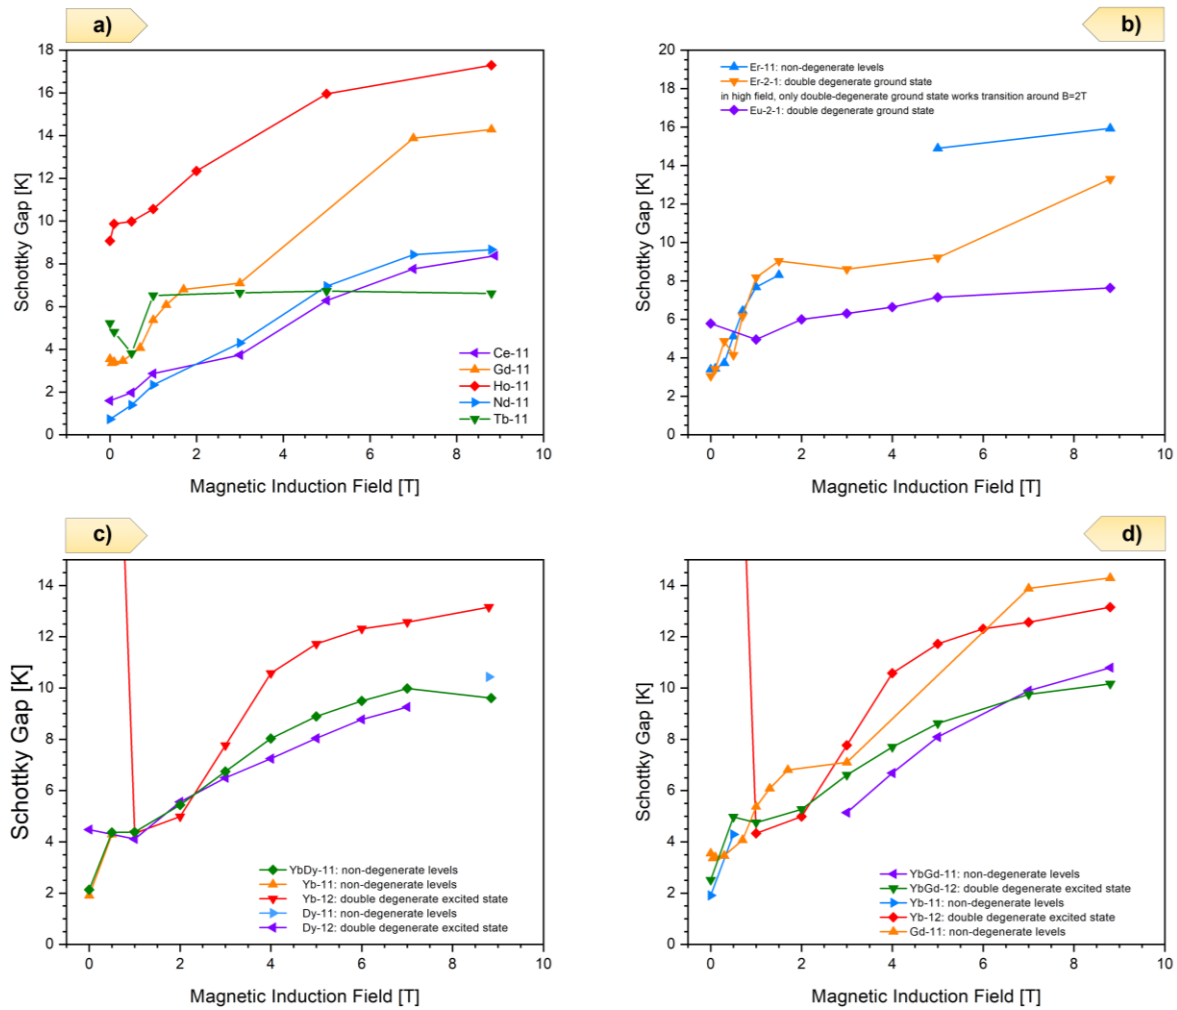 a)
18
16
14
12
10
8
6
4
2
0
Schottky Gap [K]
Ce-11
Gd-11
Ho-11
Nd-11
Tb-11
0 2 4 6 8 10
Magnetic Induction Field [T]
b)
20
18
16
14
12
10
8
6
4
2
0
Schottky Gap [K]
Er-11: non-degenerate levels
Er-2-1: double degenerate ground state
in high field, only double-degenerate ground state works transition around B=2T
Eu-2-1: double degenerate ground state
0 2 4 6 8 10
Magnetic Induction Field [T]
c)
14
12
10
8
6
4
2
0
Schottky Gap [K]
YbDy-11: non-degenerate levels
Yb-11: non-degenerate levels
Yb-12: double degenerate excited state
Dy-11: non-degenerate levels
Dy-12: double degenerate excited state
0 2 4 6 8 10
Magnetic Induction Field [T]
d)
14
12
10
8
6
4
2
0
Schottky Gap [K]
YbGd-11: non-degenerate levels
YbGd-12: double degenerate excited state
Yb-11: non-degenerate levels
Yb-12: double degenerate excited state
Gd-11: non-degenerate levels
0 2 4 6 8 10
Magnetic Induction Field [T]